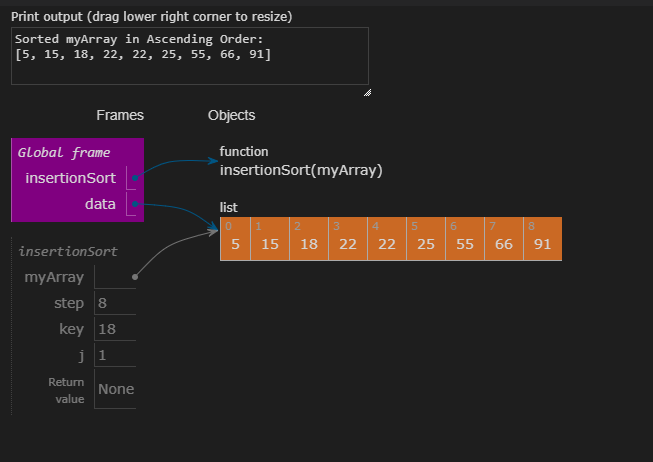 Print output (drag lower right corner to resize)
Sorted myArray in Ascending Order:
[5, 15, 18, 22, 22, 25, 55, 66, 91]
Frames
Objects
Global frame
insertionSort
data
function
insertionSort(myArray)
list
0 1 2 3 4 5 6 7 8
5 15 18 22 22 25 55 66 91
insertionSort
myArray
step 8
key 18
j 1
Return
value
None